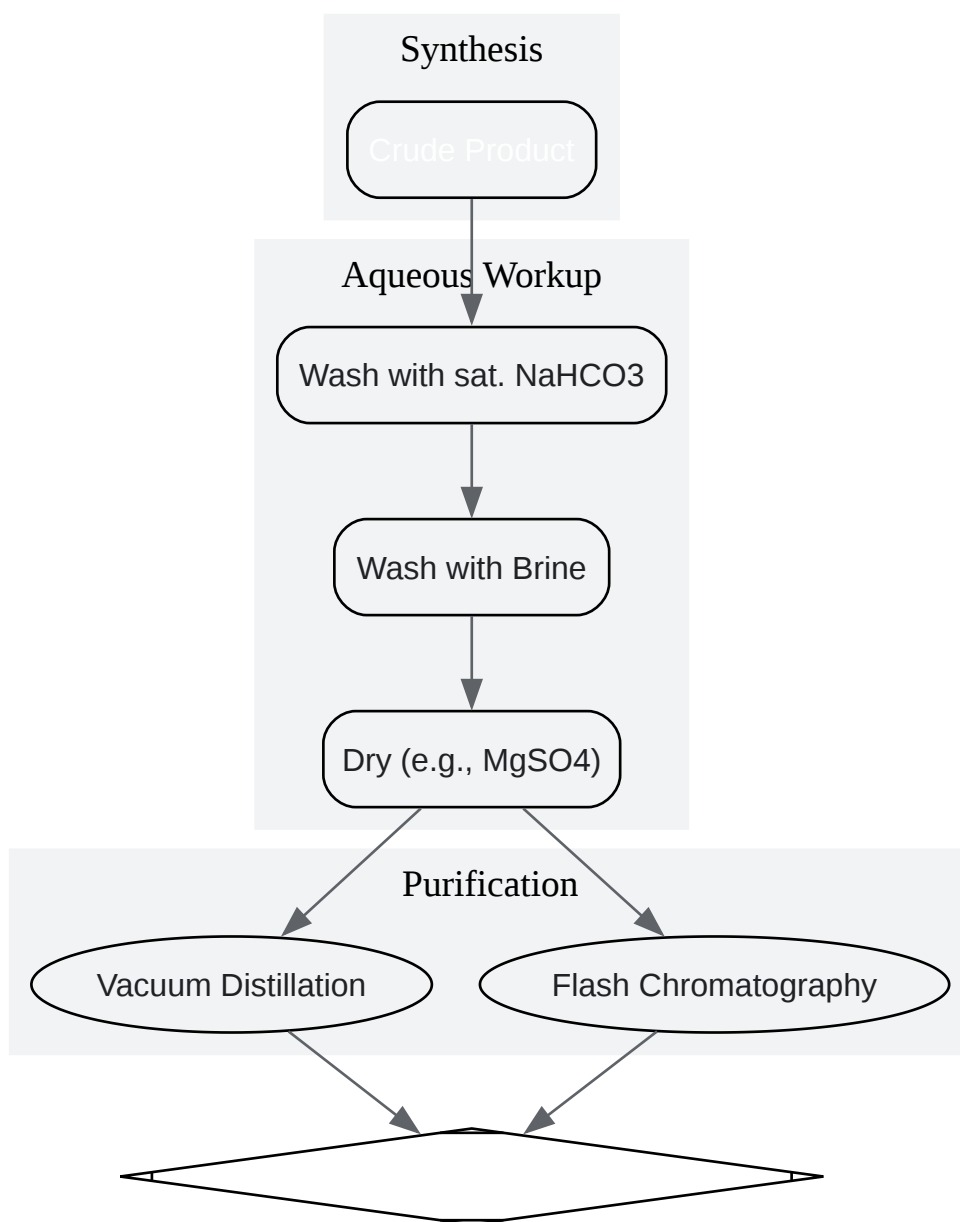 Synthesis
Crude Product
Aqueous Workup
Wash with sat. NaHCO3
Wash with Brine
Dry (e.g., MgSO4)
Purification
Vacuum Distillation
Flash Chromatography